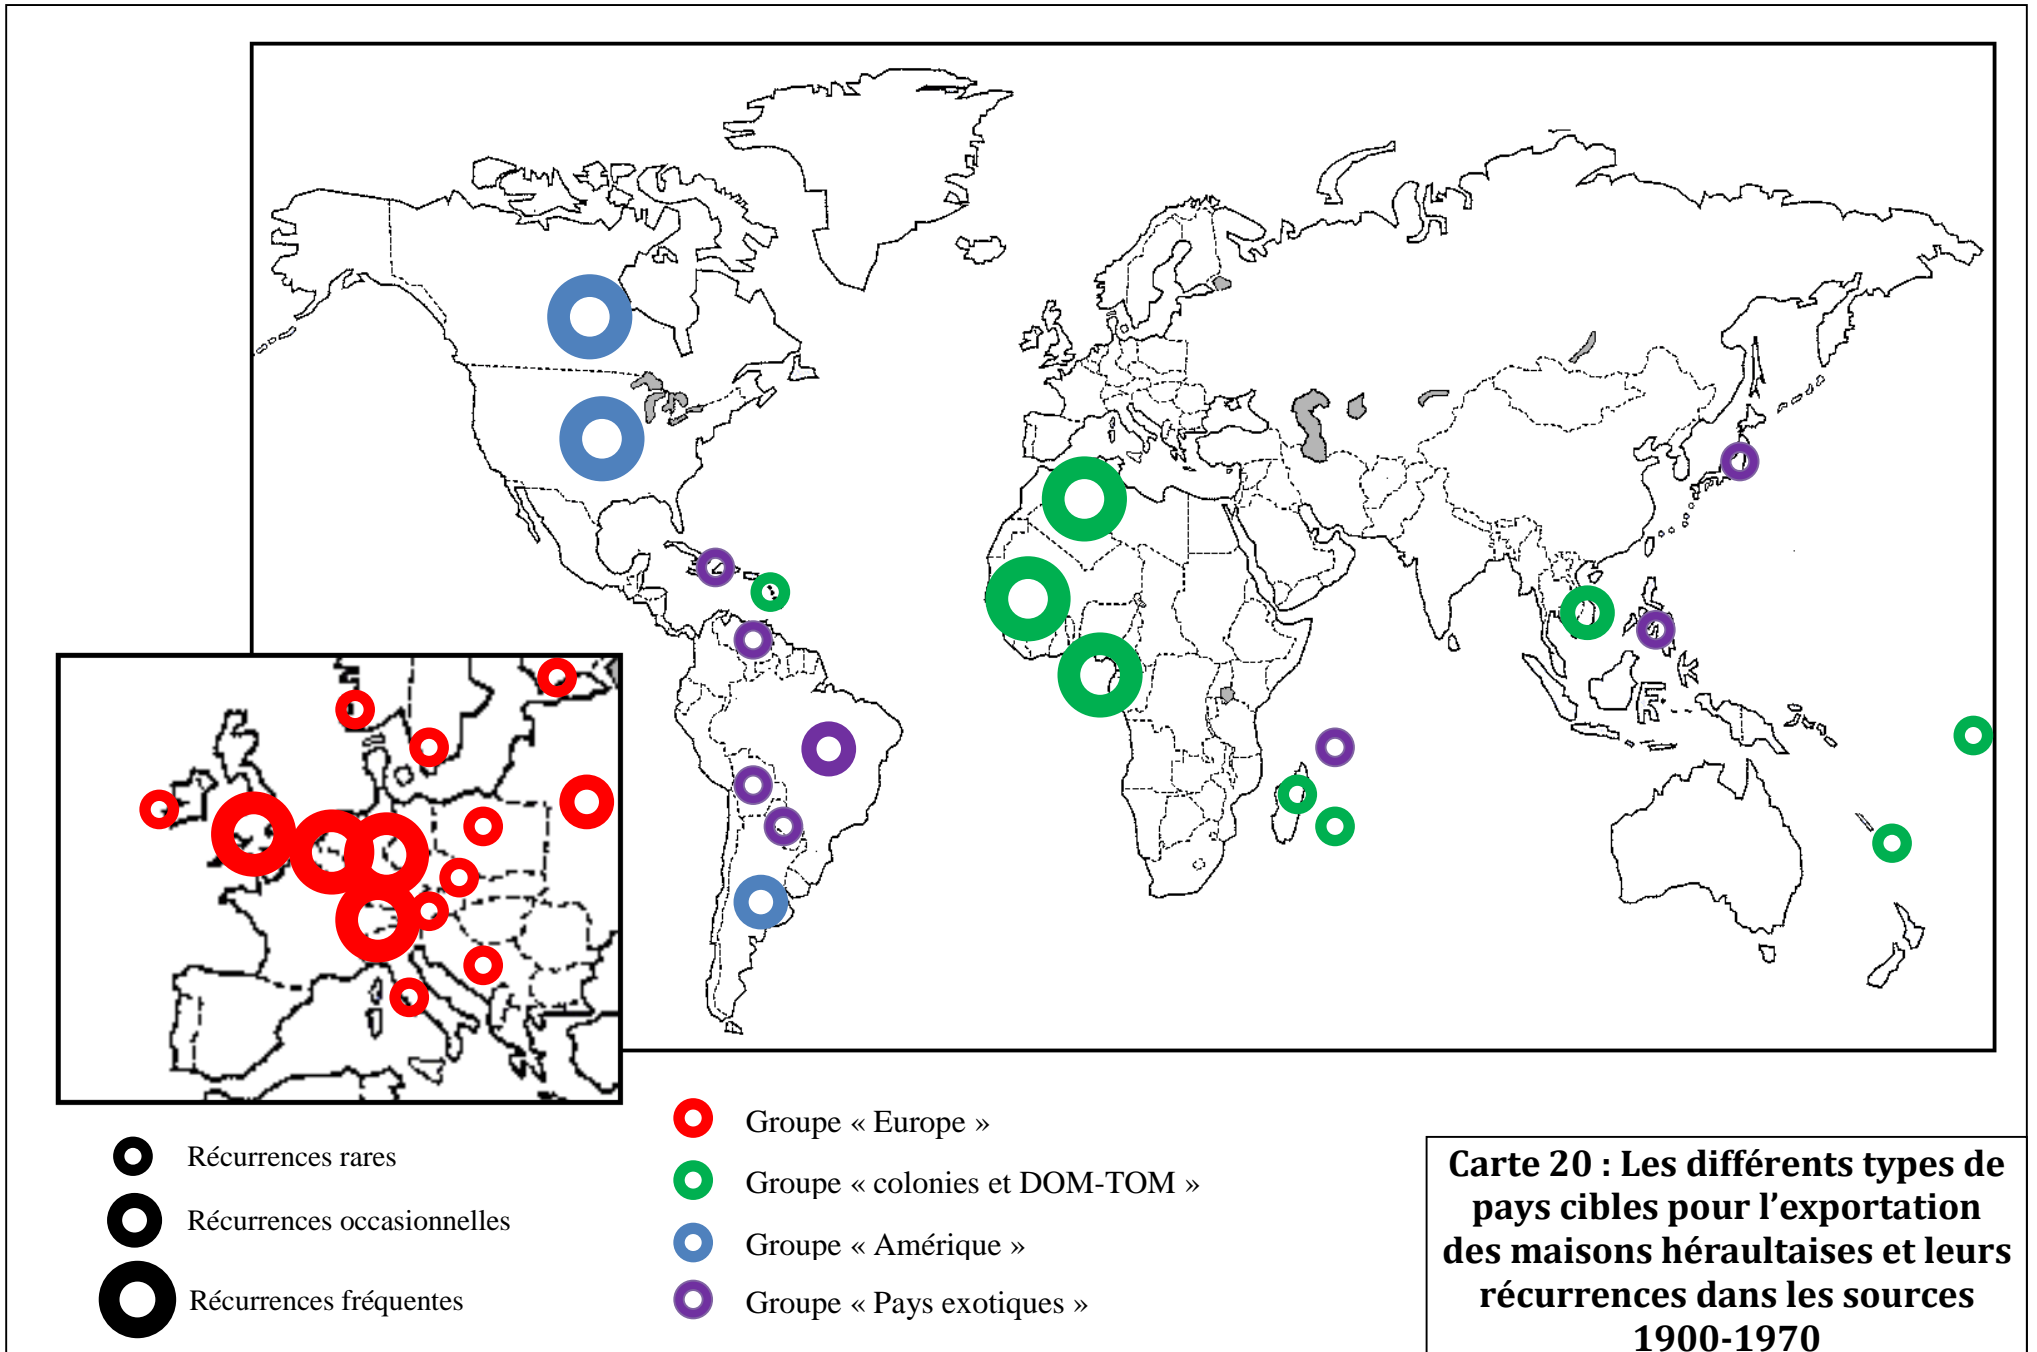 Récurrences rares
Récurrences occasionnelles
Récurrences fréquentes
Groupe « Europe »
Groupe « colonies et DOM-TOM »
Groupe « Amérique »
Groupe « Pays exotiques »
Carte 20 : Les différents types de
pays cibles pour l’exportation
des maisons héraultaises et leurs
récurrences dans les sources
1900-1970